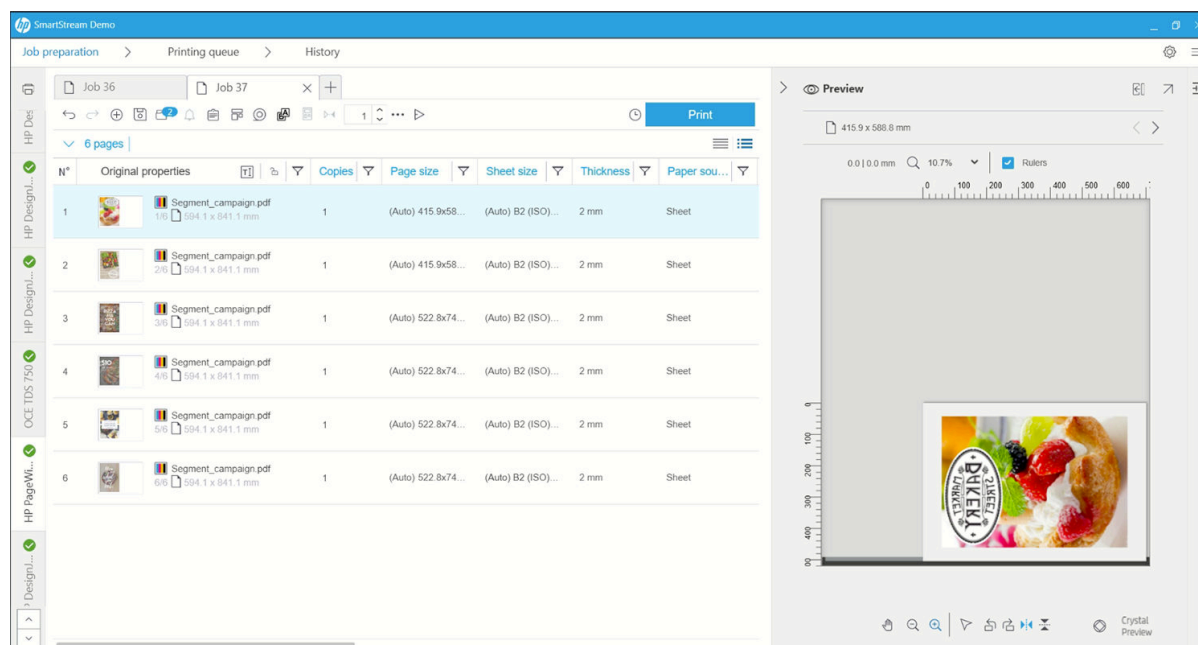 hp SmartStream Demo
Job preparation > Printing queue > History
Job 36
Job 37
2
1
Print
6 pages
N° Original properties Copies Page size Sheet size Thickness Paper sou...
1 Segment_campaign.pdf 1 (Auto) 415.9x58... (Auto) B2 (ISO)... 2 mm Sheet
1/6 594.1 x 841.1 mm
2 Segment_campaign.pdf 1 (Auto) 415.9x58... (Auto) B2 (ISO)... 2 mm Sheet
2/6 594.1 x 841.1 mm
3 Segment_campaign.pdf 1 (Auto) 522.8x74... (Auto) B2 (ISO)... 2 mm Sheet
3/6 594.1 x 841.1 mm
4 Segment_campaign.pdf 1 (Auto) 522.8x74... (Auto) B2 (ISO)... 2 mm Sheet
4/6 594.1 x 841.1 mm
5 Segment_campaign.pdf 1 (Auto) 522.8x74... (Auto) B2 (ISO)... 2 mm Sheet
5/6 594.1 x 841.1 mm
6 Segment_campaign.pdf 1 (Auto) 522.8x74... (Auto) B2 (ISO)... 2 mm Sheet
6/6 594.1 x 841.1 mm
HP Des
HP DesignJ...
HP DesignJ...
OCE TDS 750
HP PageWi...
DesignJ...
Preview
415.9 x 588.8 mm
0.0 | 0.0 mm 10.7% Rulers
0 100 200 300 400 500 600
0
100
200
300
400
STREET
BAKERY
MARKET
Crystal
Preview